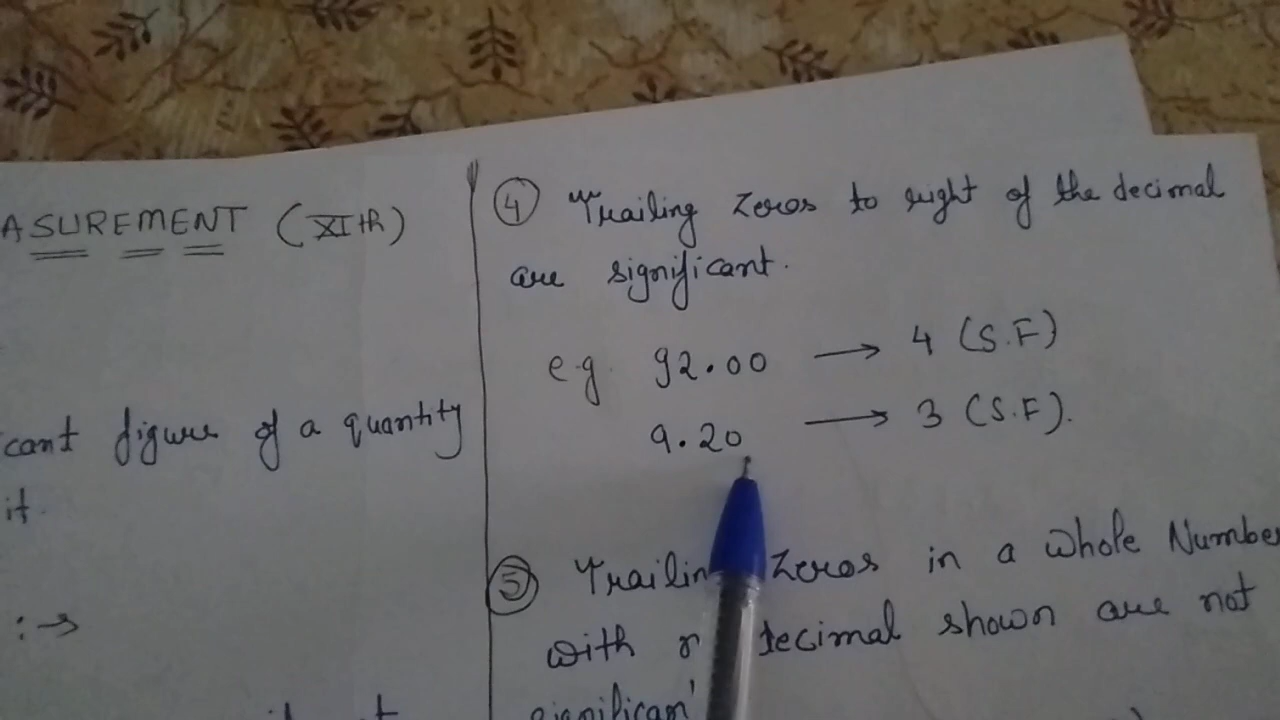 ASUREMENT (XIth)
cant figure of a quantity
it.
:→
④ Trailing Zeros to right of the decimal
are significant.
e.g. 92.00 → 4 (S.F)
9.20 → 3 (S.F).
⑤ Trailin Zeros in a whole Number
with decimal shown are not
significan